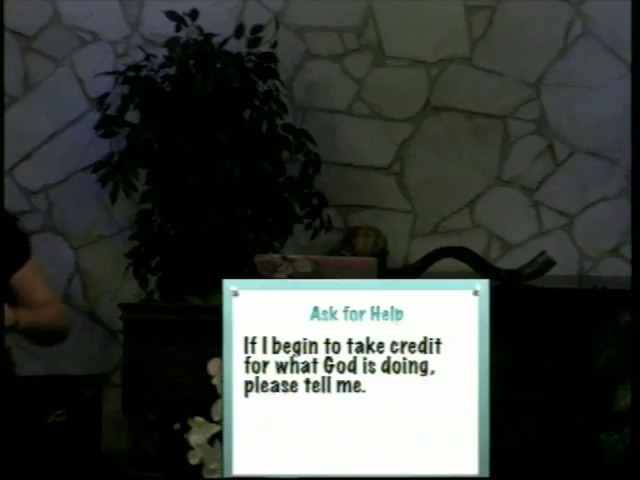 Ask for Help
If I begin to take credit
for what God is doing,
please tell me.